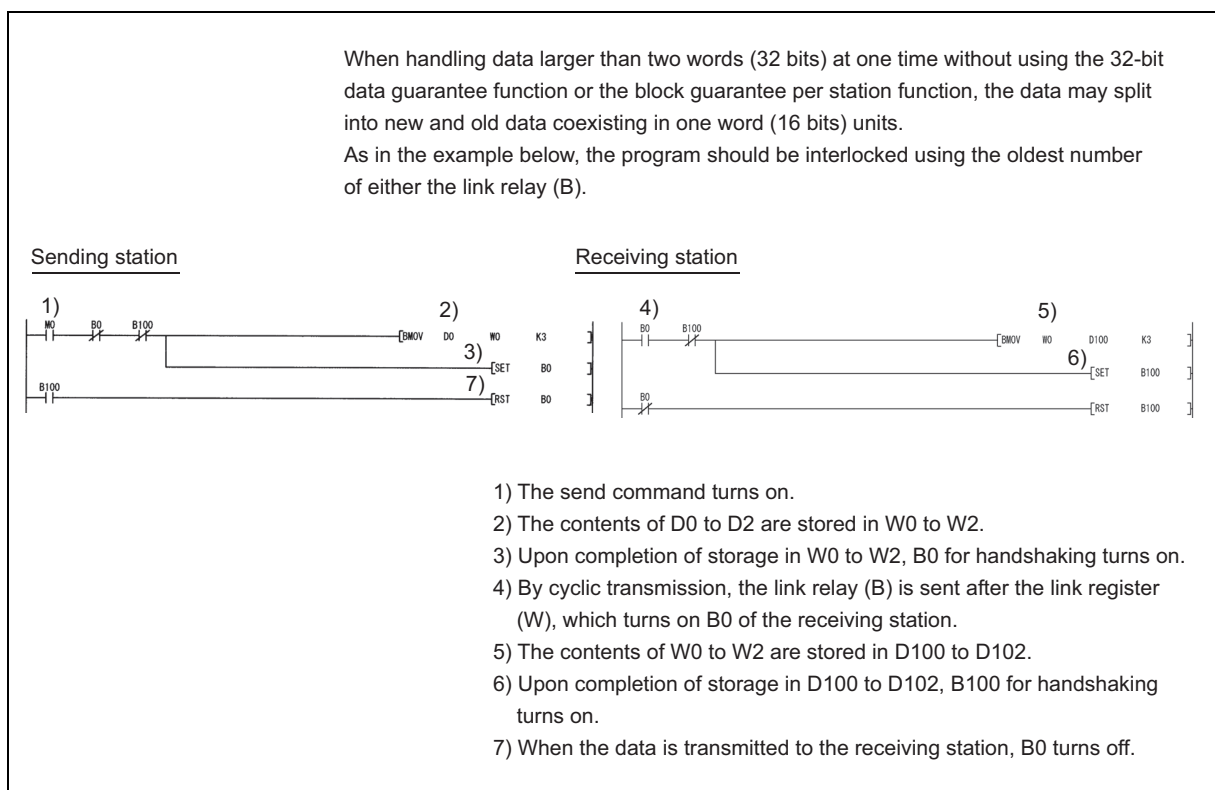 When handling data larger than two words (32 bits) at one time without using the 32-bit
data guarantee function or the block guarantee per station function, the data may split
into new and old data coexisting in one word (16 bits) units.
As in the example below, the program should be interlocked using the oldest number
of either the link relay (B).
Sending station
1)
M0 B0 B100
2)
[BMOV D0 W0 K3 ]
3)
[SET B0 ]
B100
7)
[RST B0 ]
Receiving station
4)
B0 B100
5)
[BMOV W0 D100 K3 ]
6)
[SET B100 ]
B0
[RST B100 ]
1) The send command turns on.
2) The contents of D0 to D2 are stored in W0 to W2.
3) Upon completion of storage in W0 to W2, B0 for handshaking turns on.
4) By cyclic transmission, the link relay (B) is sent after the link register
(W), which turns on B0 of the receiving station.
5) The contents of W0 to W2 are stored in D100 to D102.
6) Upon completion of storage in D100 to D102, B100 for handshaking
turns on.
7) When the data is transmitted to the receiving station, B0 turns off.